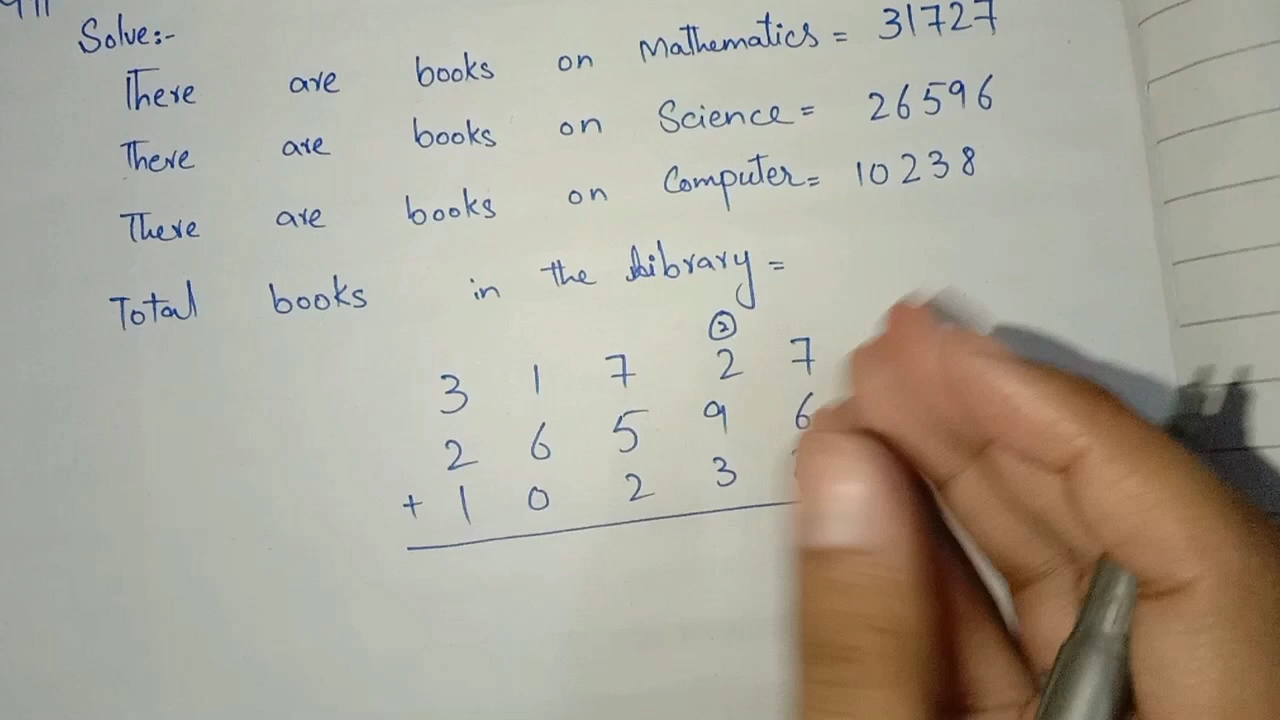 Solve:-
There are books on Mathematics = 31727
There are books on Science = 26596
There are books on Computer = 10238
Total books in the library =
2
3 1 7 2 7
2 6 5 9 6
+ 1 0 2 3